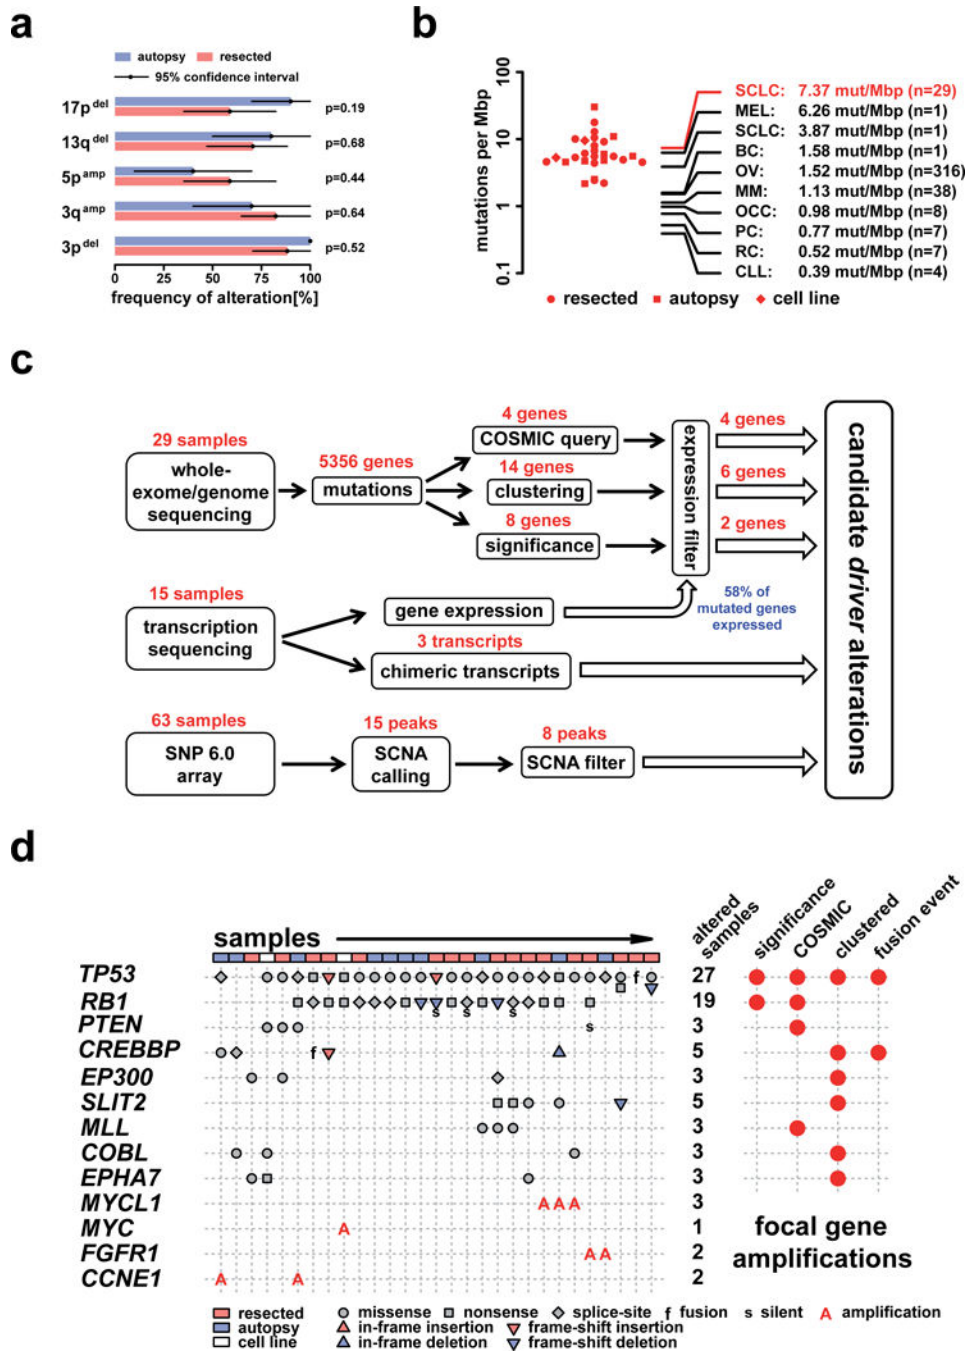 a
autopsy resected
95% confidence interval
17p del p=0.19
13q del p=0.68
5p amp p=0.44
3q amp p=0.64
3p del p=0.52
0 25 50 75 100
frequency of alteration[%]
b
mutations per Mbp
100
10
1
0.1
SCLC: 7.37 mut/Mbp (n=29)
MEL: 6.26 mut/Mbp (n=1)
SCLC: 3.87 mut/Mbp (n=1)
BC: 1.58 mut/Mbp (n=1)
OV: 1.52 mut/Mbp (n=316)
MM: 1.13 mut/Mbp (n=38)
OCC: 0.98 mut/Mbp (n=8)
PC: 0.77 mut/Mbp (n=7)
RC: 0.52 mut/Mbp (n=7)
CLL: 0.39 mut/Mbp (n=4)
resected autopsy cell line
c
29 samples
whole-
exome/genome
sequencing
5356 genes
mutations
4 genes
COSMIC query
14 genes
clustering
8 genes
significance
expression filter
4 genes
6 genes
2 genes
58% of
mutated genes
expressed
15 samples
transcription
sequencing
gene expression
3 transcripts
chimeric transcripts
63 samples
SNP 6.0
array
15 peaks
SCNA
calling
8 peaks
SCNA filter
candidate driver alterations
d
samples
altered
samples
significance
COSMIC
clustered
fusion event
TP53 f 27
RB1 s s s 19
PTEN s 3
CREBBP f 5
EP300 3
SLIT2 5
MLL 3
COBL 3
EPHA7 3
MYCL1 A A A 3
MYC A 1
FGFR1 A A 2
CCNE1 A A 2
focal gene
amplifications
resected missense nonsense splice-site f fusion s silent A amplification
autopsy in-frame insertion frame-shift insertion
cell line in-frame deletion frame-shift deletion